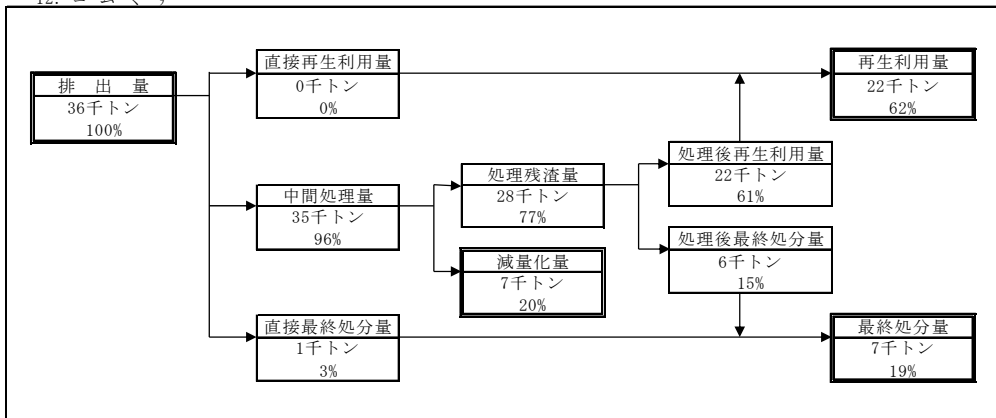 12. ゴ ム く ず
直接再生利用量
0千トン
0%
再生利用量
22千トン
62%
排 出 量
36千トン
100%
処理後再生利用量
22千トン
61%
処理残渣量
28千トン
77%
中間処理量
35千トン
96%
処理後最終処分量
6千トン
15%
減量化量
7千トン
20%
直接最終処分量
1千トン
3%
最終処分量
7千トン
19%